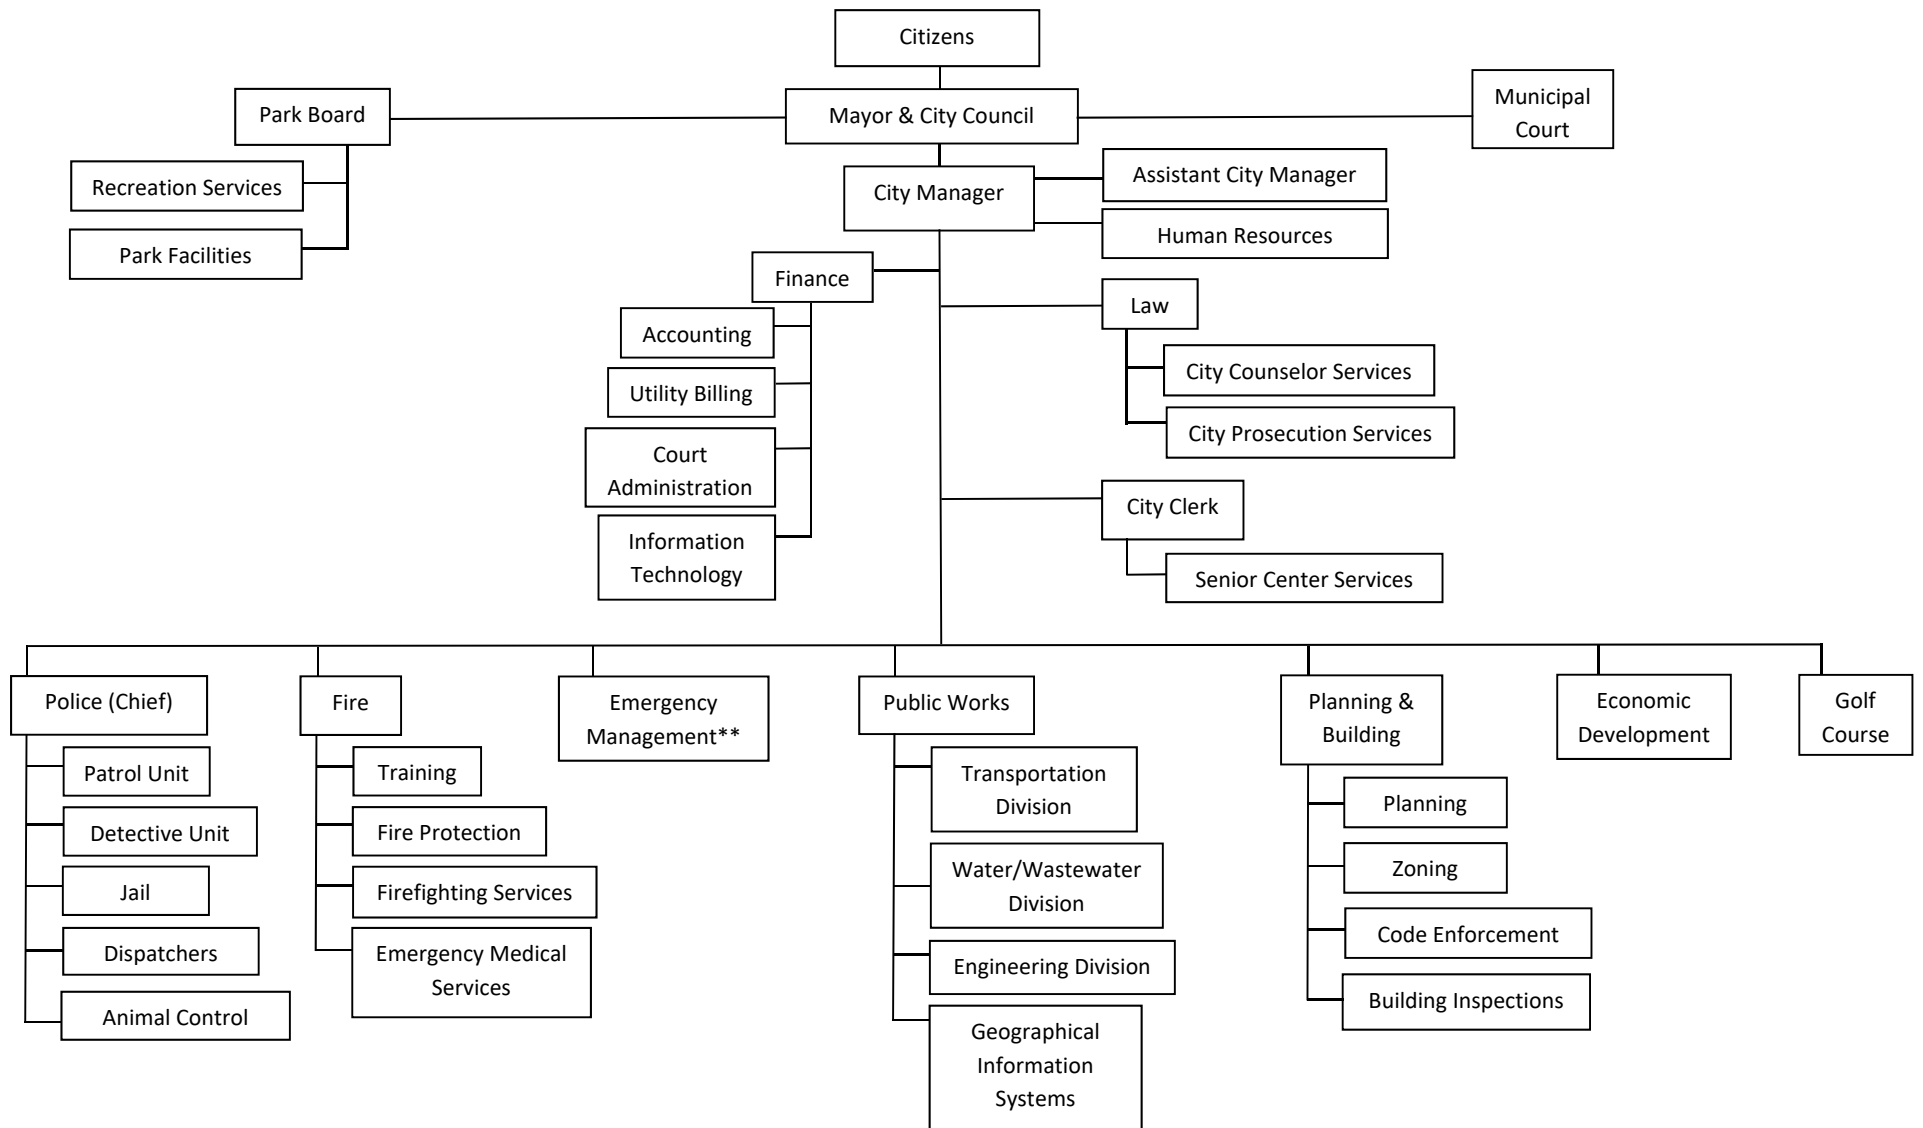 Citizens
Park Board
Mayor & City Council
Municipal
Court
Recreation Services
Park Facilities
City Manager
Assistant City Manager
Human Resources
Finance
Accounting
Utility Billing
Court
Administration
Information
Technology
Law
City Counselor Services
City Prosecution Services
City Clerk
Senior Center Services
Police (Chief)
Patrol Unit
Detective Unit
Jail
Dispatchers
Animal Control
Fire
Training
Fire Protection
Firefighting Services
Emergency Medical
Services
Emergency
Management**
Public Works
Transportation
Division
Water/Wastewater
Division
Engineering Division
Geographical
Information
Systems
Planning &
Building
Planning
Zoning
Code Enforcement
Building Inspections
Economic
Development
Golf
Course